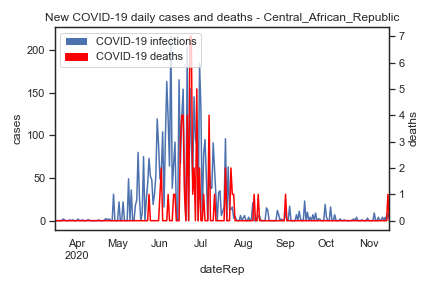 New COVID-19 daily cases and deaths - Central_African_Republic
COVID-19 infections
COVID-19 deaths
cases
200
150
100
50
0
deaths
7
6
5
4
3
2
1
0
Apr
2020
May
Jun
Jul
Aug
Sep
Oct
Nov
dateRep